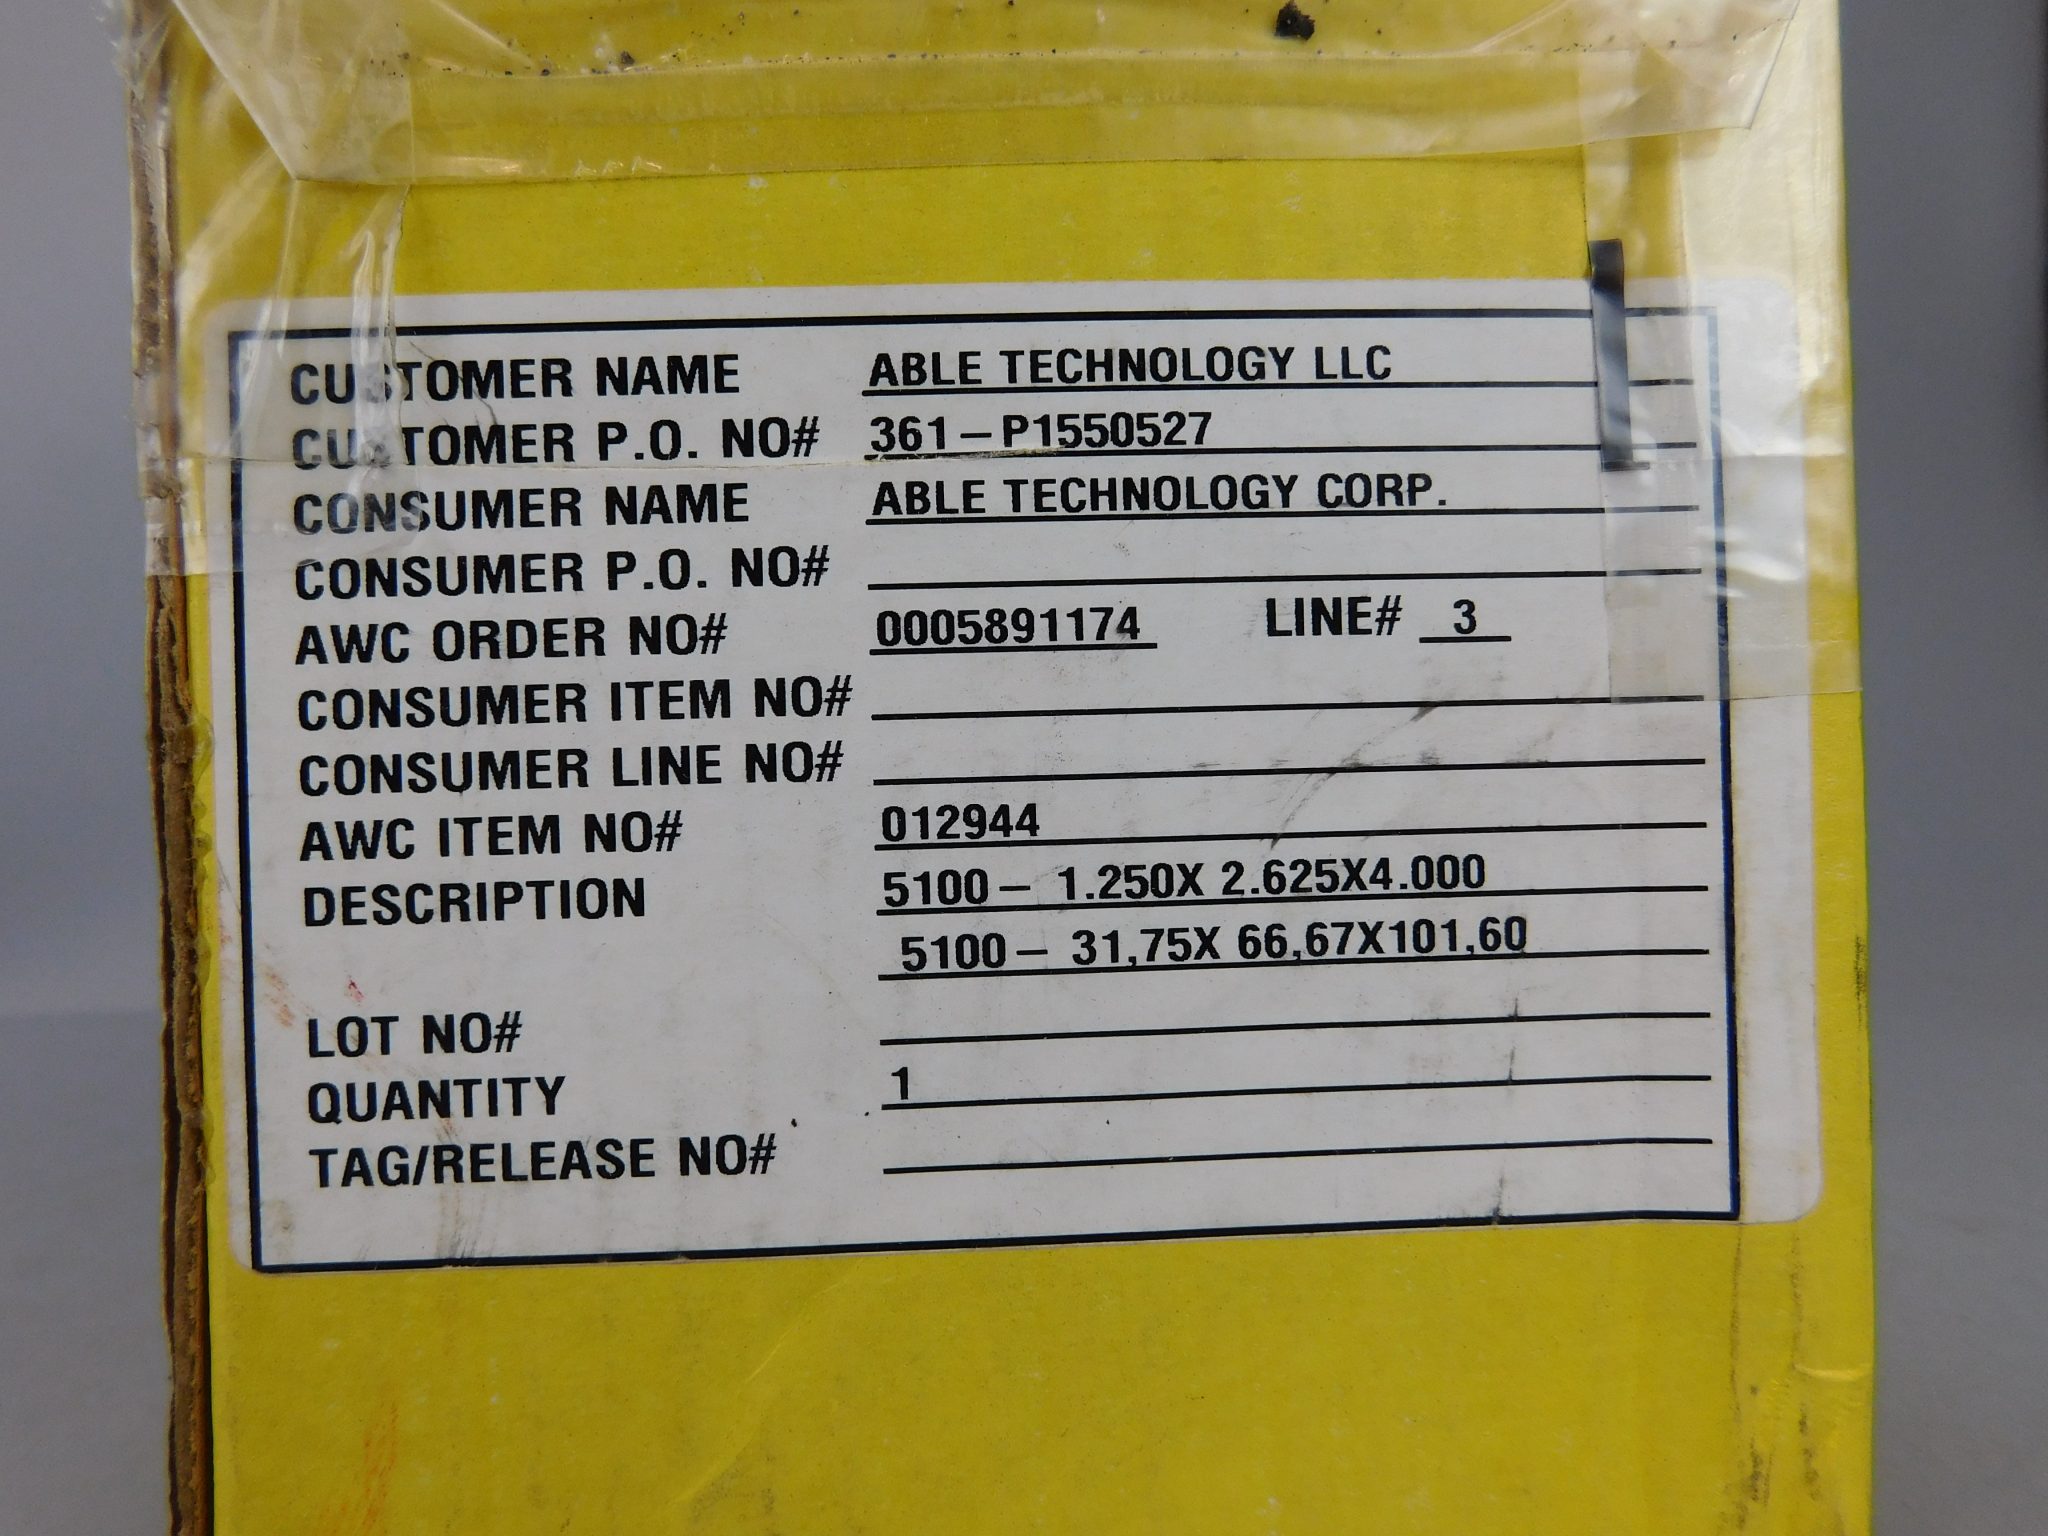 CUSTOMER NAME ABLE TECHNOLOGY LLC
CUSTOMER P.O. NO# 361-P1550527
CONSUMER NAME ABLE TECHNOLOGY CORP.
CONSUMER P.O. NO#
AWC ORDER NO# 0005891174 LINE# 3
CONSUMER ITEM NO#
CONSUMER LINE NO#
AWC ITEM NO# 012944
DESCRIPTION 5100- 1.250X 2.625X4.000
5100- 31,75X 66,67X101,60
LOT NO#
QUANTITY 1
TAG/RELEASE NO#